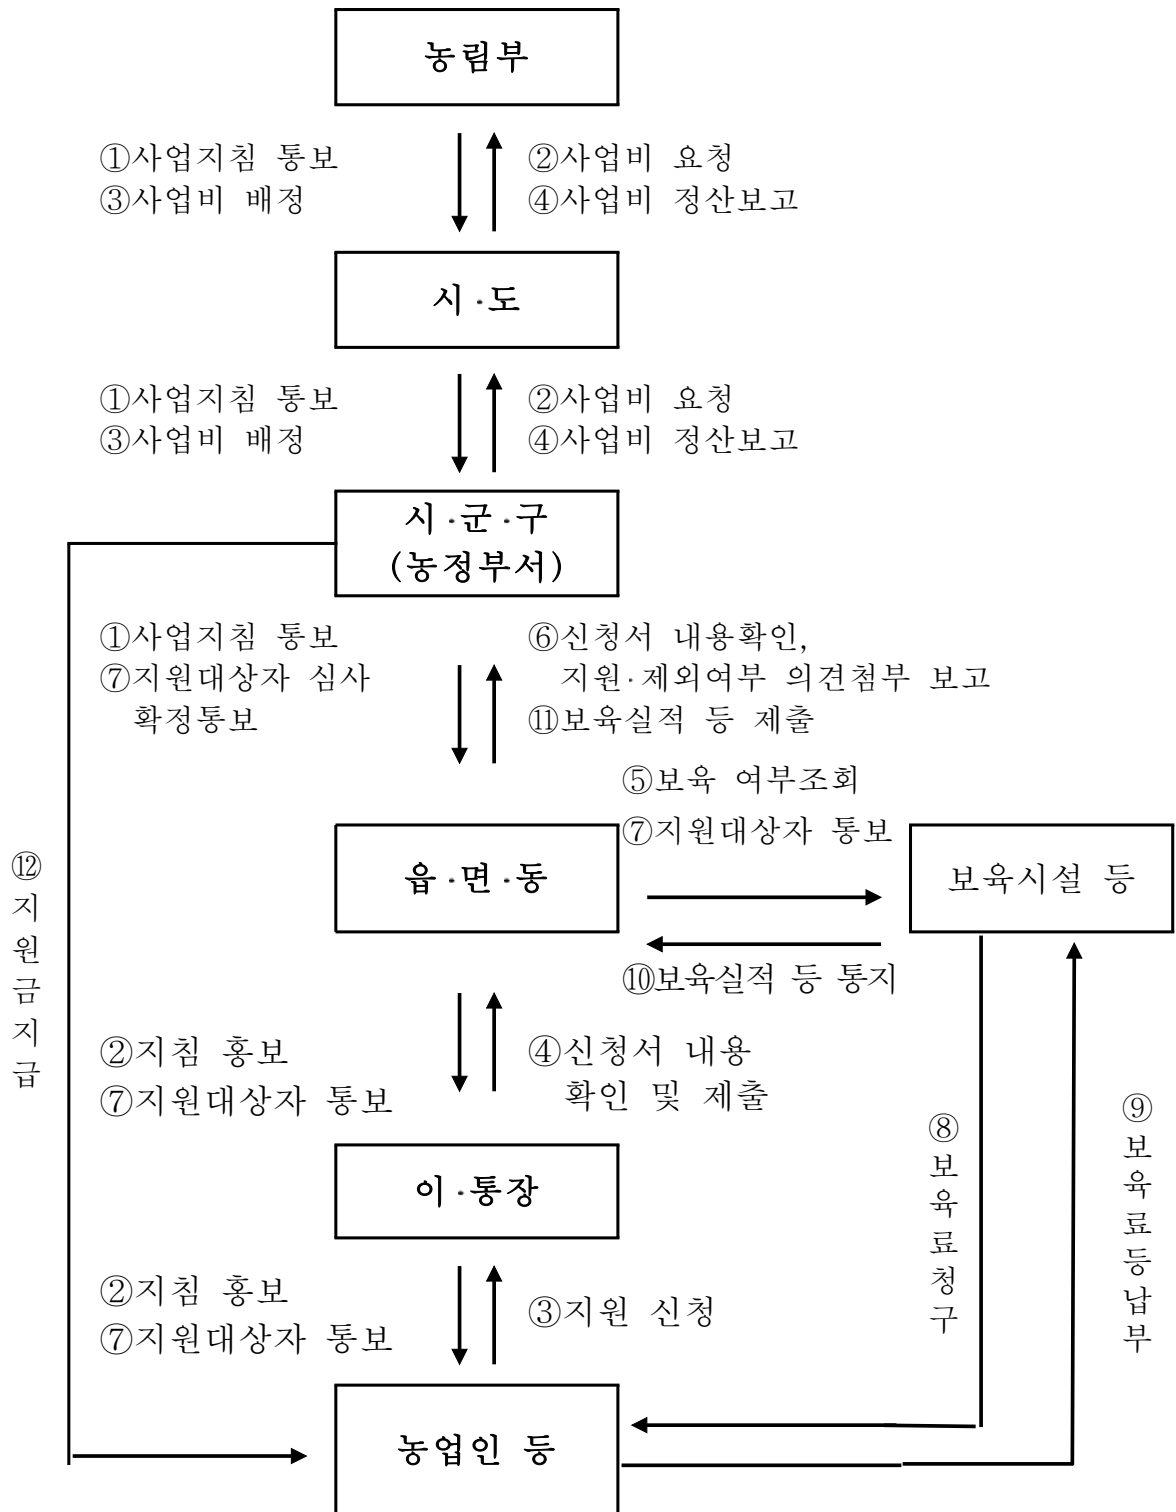 농림부
①사업지침 통보
③사업비 배정
②사업비 요청
④사업비 정산보고
시·도
①사업지침 통보
③사업비 배정
②사업비 요청
④사업비 정산보고
시·군·구
(농정부서)
①사업지침 통보
⑦지원대상자 심사
확정통보
⑥신청서 내용확인,
지원·제외여부 의견첨부 보고
⑪보육실적 등 제출
⑤보육 여부조회
⑦지원대상자 통보
읍·면·동
보육시설 등
⑩보육실적 등 통지
⑫지원금지급
②지침 홍보
⑦지원대상자 통보
④신청서 내용
확인 및 제출
⑧보육료청구
⑨보육료등납부
이·통장
②지침 홍보
⑦지원대상자 통보
③지원 신청
농업인 등